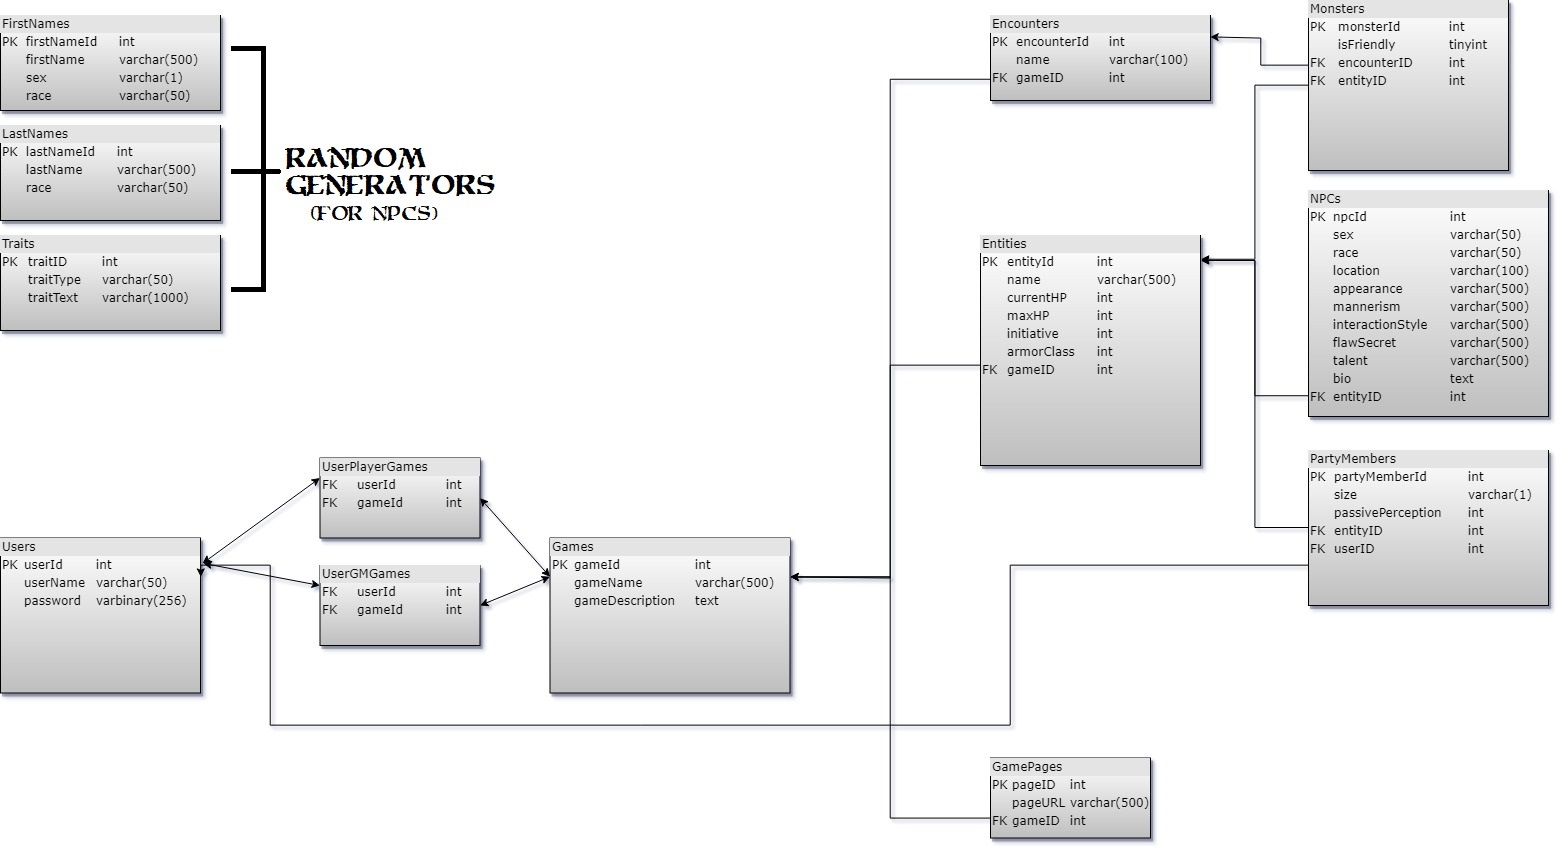 FirstNames
PK firstNameId int
firstName varchar(500)
sex varchar(1)
race varchar(50)
LastNames
PK lastNameId int
lastName varchar(500)
race varchar(50)
Traits
PK traitID int
traitType varchar(50)
traitText varchar(1000)
RANDOM
GENERATORS
(FOR NPCS)
Encounters
PK encounterId int
name varchar(100)
FK gameID int
Monsters
PK monsterId int
isFriendly tinyint
FK encounterID int
FK entityID int
NPCs
PK npcId int
sex varchar(50)
race varchar(50)
location varchar(100)
appearance varchar(500)
mannerism varchar(500)
interactionStyle varchar(500)
flawSecret varchar(500)
talent varchar(500)
bio text
FK entityID int
Entities
PK entityId int
name varchar(500)
currentHP int
maxHP int
initiative int
armorClass int
FK gameID int
PartyMembers
PK partyMemberId int
size varchar(1)
passivePerception int
FK entityID int
FK userID int
UserPlayerGames
FK userId int
FK gameId int
Users
PK userId int
userName varchar(50)
password varbinary(256)
UserGMGames
FK userId int
FK gameId int
Games
PK gameId int
gameName varchar(500)
gameDescription text
GamePages
PK pageID int
pageURL varchar(500)
FK gameID int